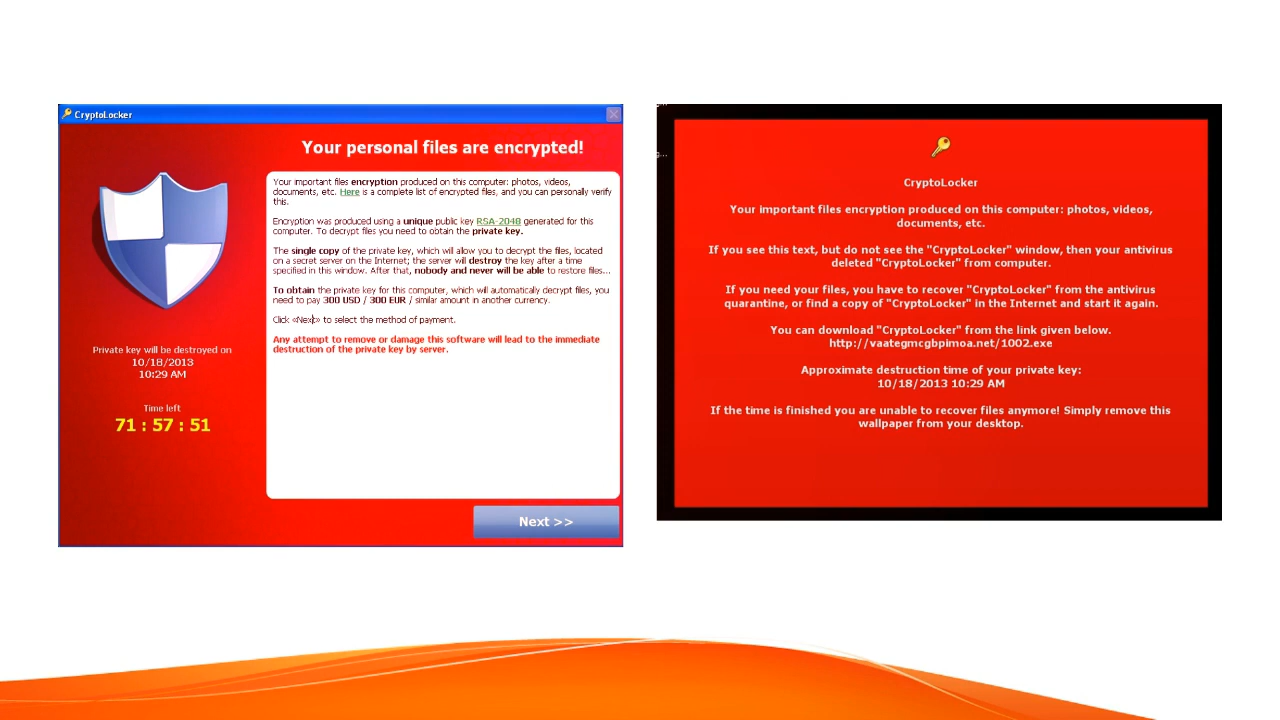 CryptoLocker
Your personal files are encrypted!
Your important files encryption produced on this computer: photos, videos,
documents, etc. Here is a complete list of encrypted files, and you can personally verify
this.
Encryption was produced using a unique public key RSA-2048 generated for this
computer. To decrypt files you need to obtain the private key.
The single copy of the private key, which will allow you to decrypt the files, located
on a secret server on the Internet; the server will destroy the key after a time
specified in this window. After that, nobody and never will be able to restore files...
To obtain the private key for this computer, which will automatically decrypt files, you
need to pay 300 USD / 300 EUR / similar amount in another currency.
Click «Next» to select the method of payment.
Any attempt to remove or damage this software will lead to the immediate
destruction of the private key by server.
Private key will be destroyed on
10/18/2013
10:29 AM
Time left
71 : 57 : 51
Next >>
CryptoLocker
Your important files encryption produced on this computer: photos, videos,
documents, etc.
If you see this text, but do not see the "CryptoLocker" window, then your antivirus
deleted "CryptoLocker" from computer.
If you need your files, you have to recover "CryptoLocker" from the antivirus
quarantine, or find a copy of "CryptoLocker" in the Internet and start it again.
You can download "CryptoLocker" from the link given below.
http://vaategmcgbpimoa.net/1002.exe
Approximate destruction time of your private key:
10/18/2013 10:29 AM
If the time is finished you are unable to recover files anymore! Simply remove this
wallpaper from your desktop.